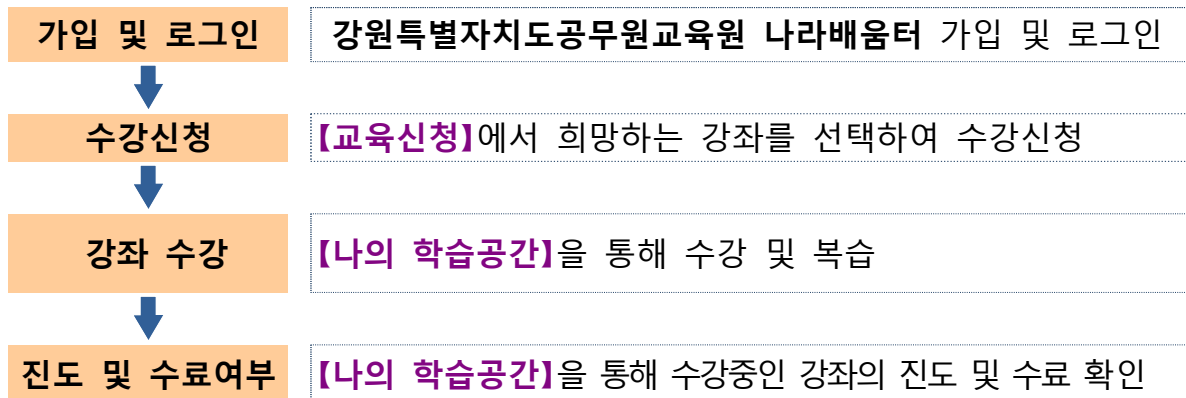 가입 및 로그인
강원특별자치도공무원교육원 나라배움터 가입 및 로그인
수강신청
【교육신청】에서 희망하는 강좌를 선택하여 수강신청
강좌 수강
【나의 학습공간】을 통해 수강 및 복습
진도 및 수료여부
【나의 학습공간】을 통해 수강중인 강좌의 진도 및 수료 확인